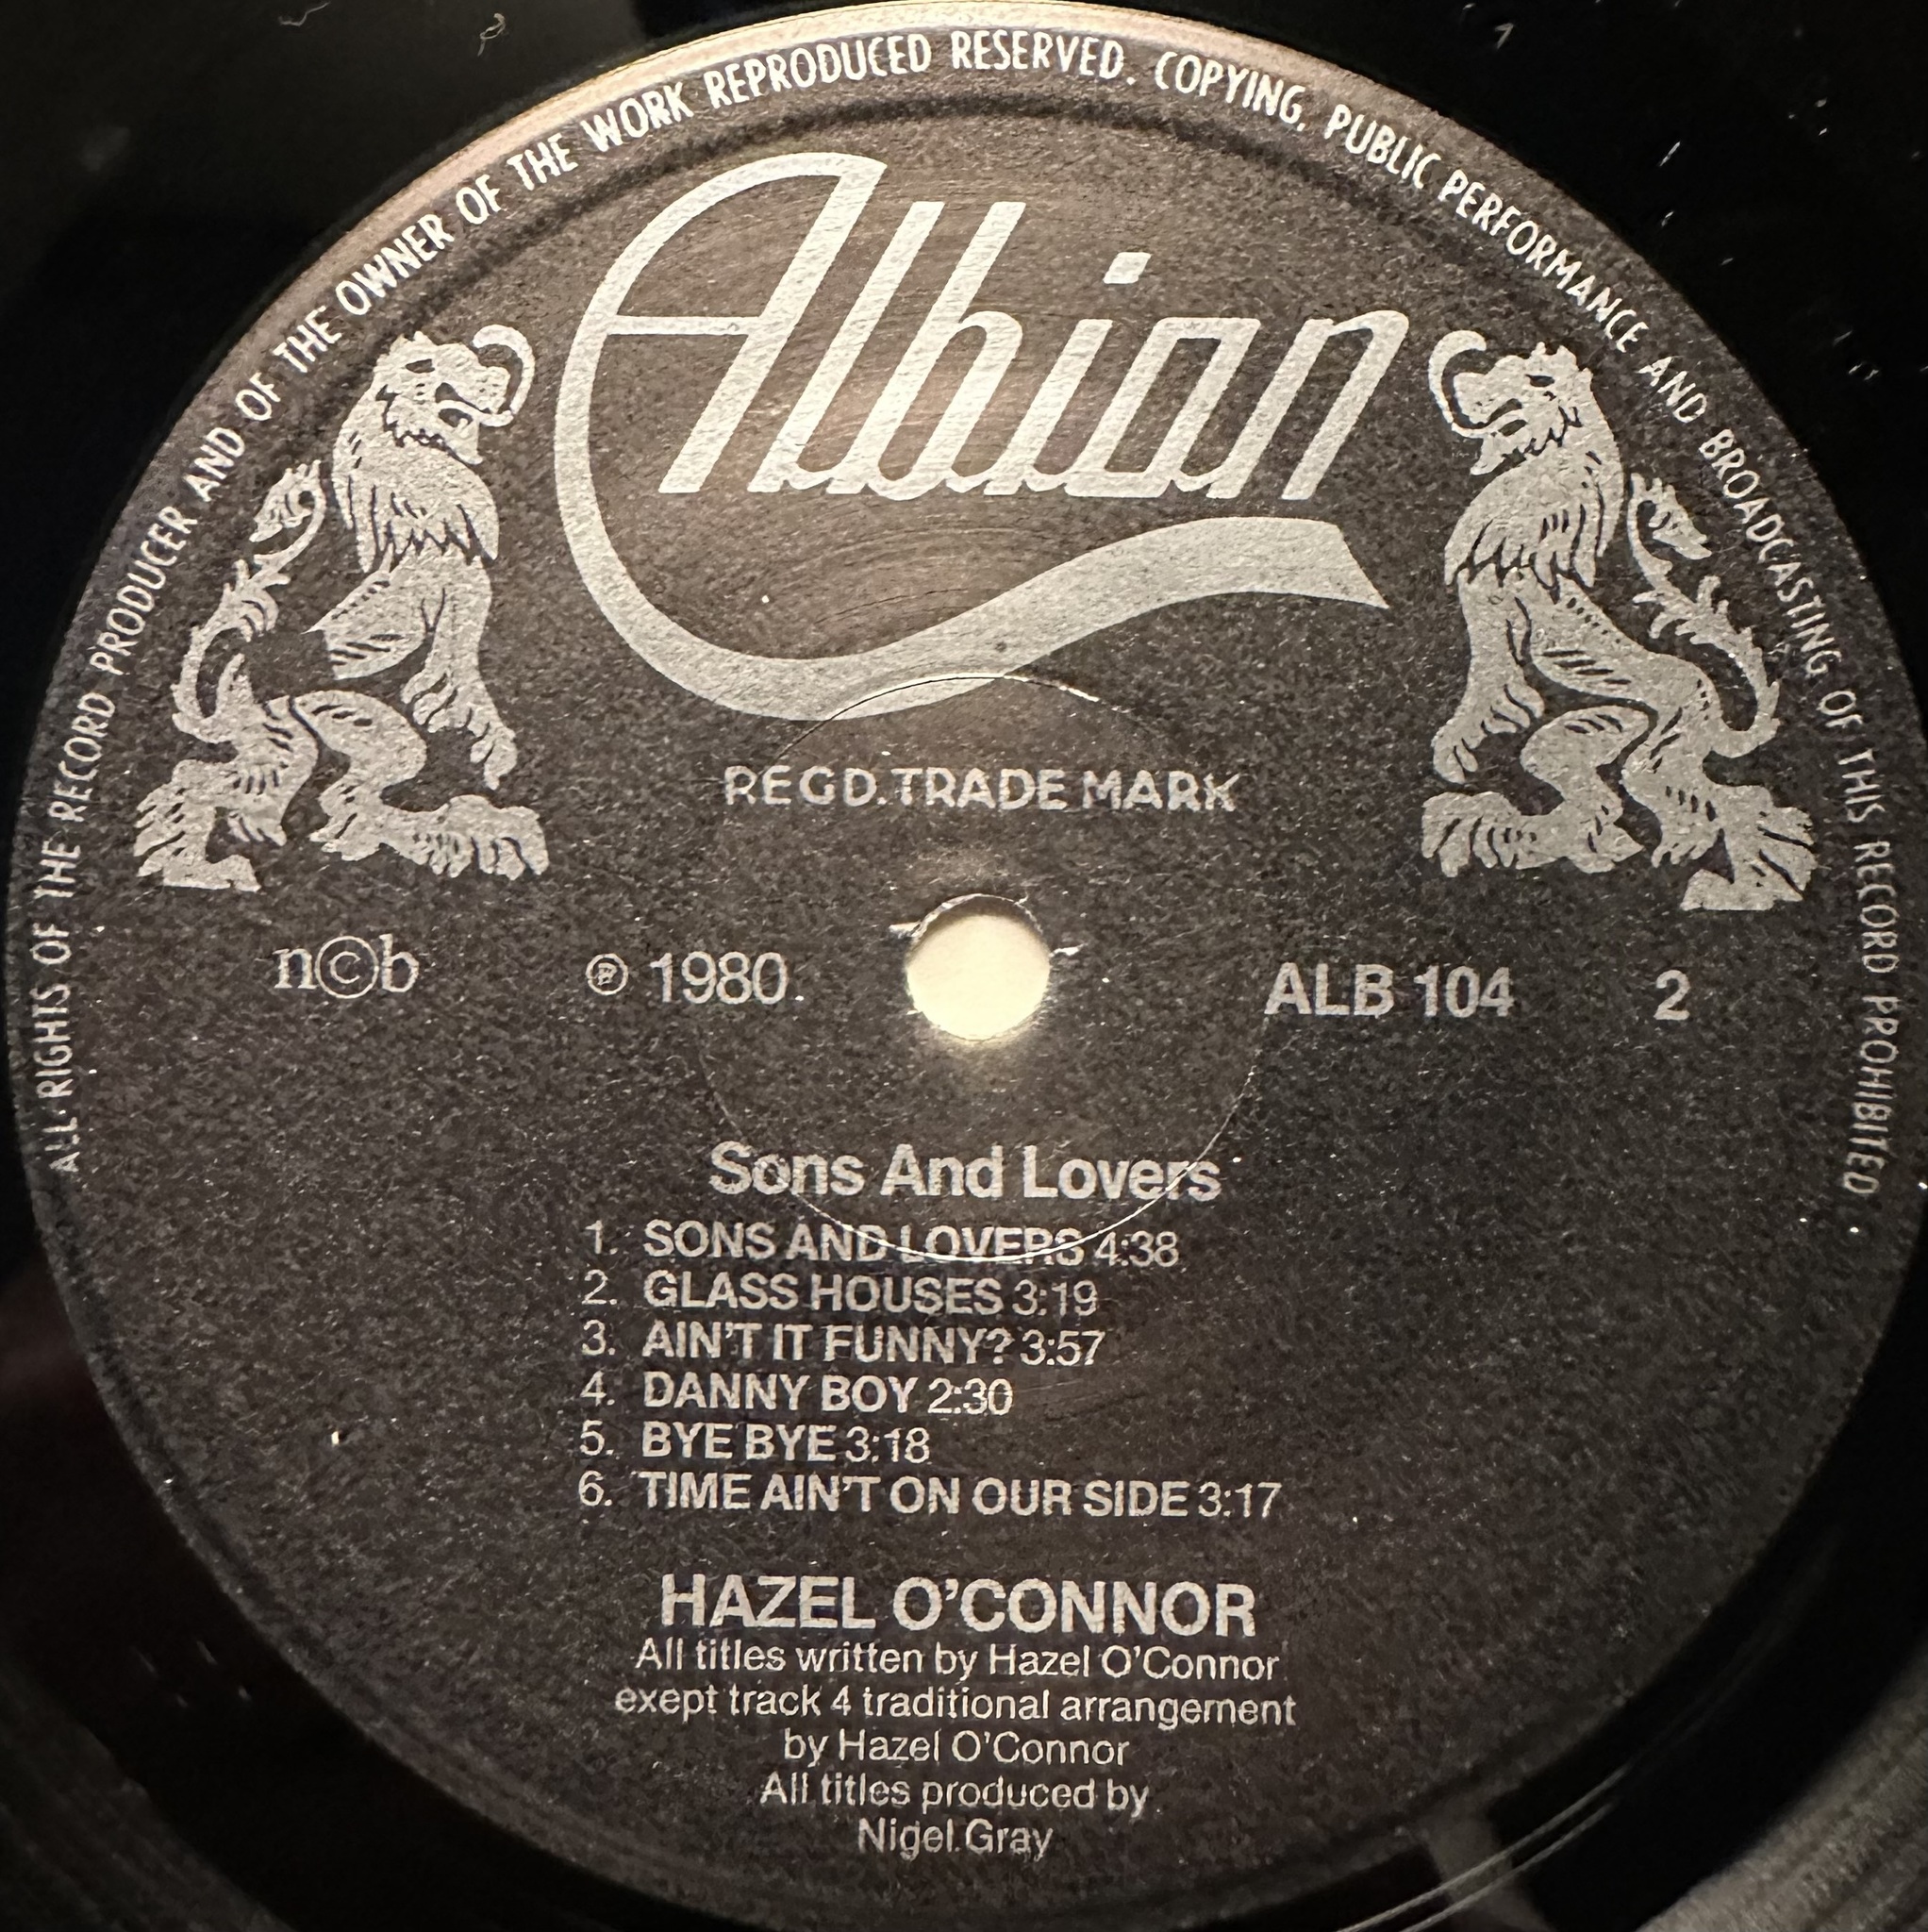 ALL RIGHTS OF THE RECORD PRODUCER AND OF THE OWNER OF THE WORK REPRODUCED RESERVED. COPYING, PUBLIC PERFORMANCE AND BROADCASTING OF THIS RECORD PROHIBITED
Albion
REGD. TRADE MARK
n©b ℗ 1980 ALB 104 2
Sons And Lovers
1. SONS AND LOVERS 4:38
2. GLASS HOUSES 3:19
3. AIN'T IT FUNNY? 3:57
4. DANNY BOY 2:30
5. BYE BYE 3:18
6. TIME AIN'T ON OUR SIDE 3:17
HAZEL O'CONNOR
All titles written by Hazel O'Connor
exept track 4 traditional arrangement
by Hazel O'Connor
All titles produced by
Nigel Gray